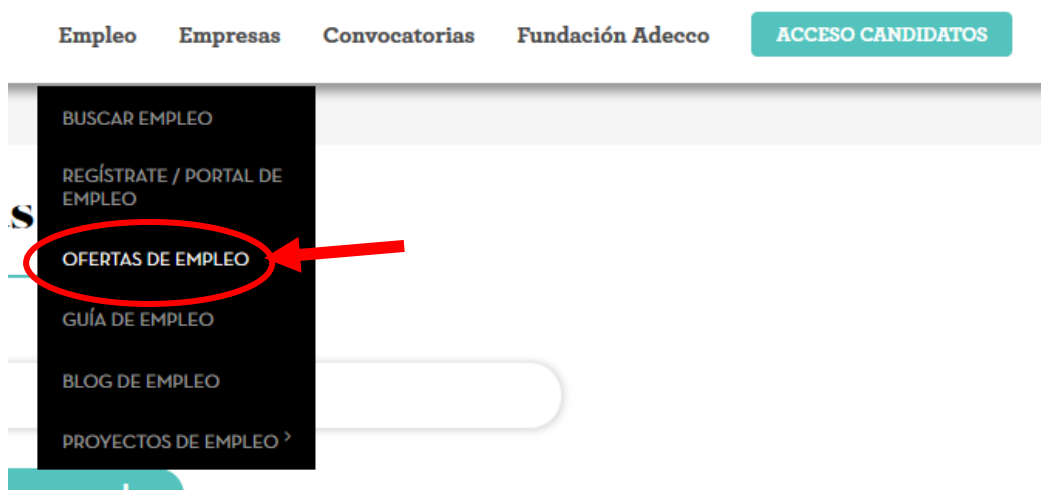 Empleo Empresas Convocatorias Fundación Adecco ACCESO CANDIDATOS
BUSCAR EMPLEO
REGÍSTRATE / PORTAL DE
EMPLEO
OFERTAS DE EMPLEO
GUÍA DE EMPLEO
BLOG DE EMPLEO
PROYECTOS DE EMPLEO >